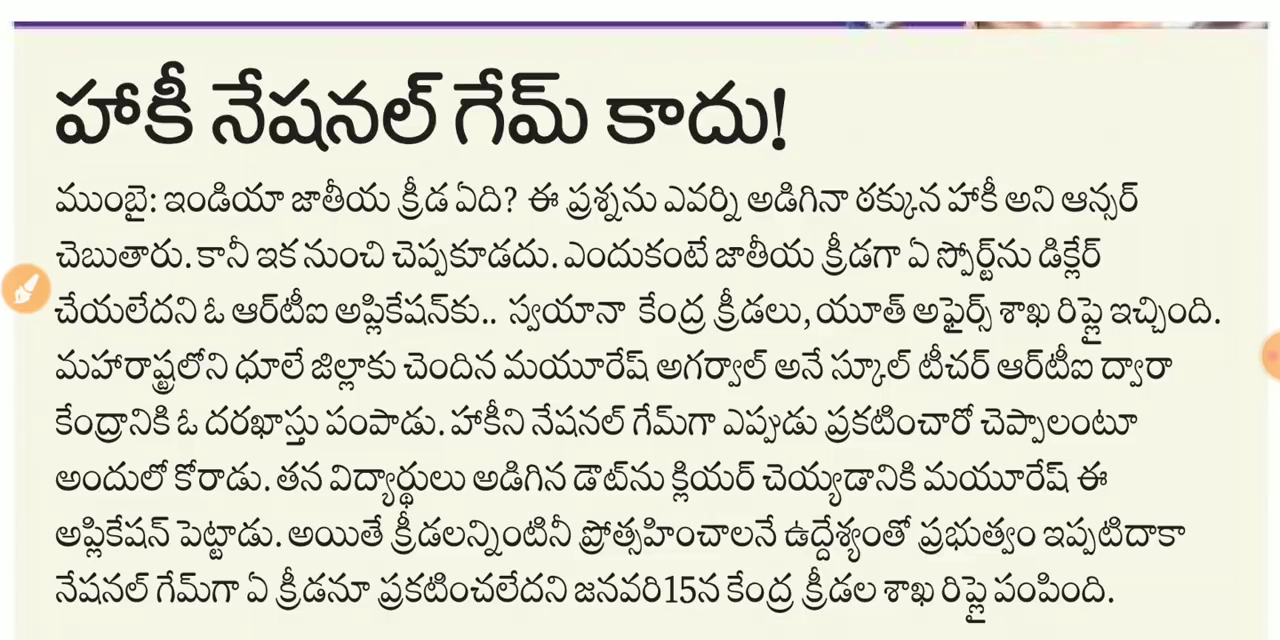 హాకీ నేషనల్ గేమ్ కాదు!
ముంబై: ఇండియా జాతీయ క్రీడ ఏది? ఈ ప్రశ్నను ఎవర్ని అడిగినా ఠక్కున హాకీ అని ఆన్సర్
చెబుతారు. కానీ ఇక నుంచి చెప్పకూడదు. ఎందుకంటే జాతీయ క్రీడగా ఏ స్పోర్ట్‌ను డిక్లేర్
చేయలేదని ఓ ఆర్‌టీఐ అప్లికేషన్‌కు.. స్వయానా కేంద్ర క్రీడలు, యూత్ అఫైర్స్ శాఖ రిప్లై ఇచ్చింది.
మహారాష్ట్రలోని ధూలే జిల్లాకు చెందిన మయూరేష్ అగర్వాల్ అనే స్కూల్ టీచర్ ఆర్‌టీఐ ద్వారా
కేంద్రానికి ఓ దరఖాస్తు పంపాడు. హాకీని నేషనల్ గేమ్‌గా ఎప్పుడు ప్రకటించారో చెప్పాలంటూ
అందులో కోరాడు. తన విద్యార్థులు అడిగిన డౌట్‌ను క్లియర్ చెయ్యడానికి మయూరేష్ ఈ
అప్లికేషన్ పెట్టాడు. అయితే క్రీడలన్నింటినీ ప్రోత్సహించాలనే ఉద్దేశ్యంతో ప్రభుత్వం ఇప్పటిదాకా
నేషనల్ గేమ్‌గా ఏ క్రీడనూ ప్రకటించలేదని జనవరి15న కేంద్ర క్రీడల శాఖ రిప్లై పంపింది.